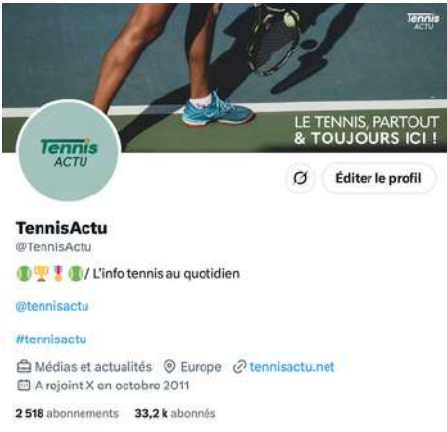 Tennis
ACTU
LE TENNIS, PARTOUT
& TOUJOURS ICI !
Tennis
ACTU
Éditer le profil
TennisActu
@TennisActu
/ L'info tennis au quotidien
@tennisactu
#tennisactu
Médias et actualités Europe tennisactu.net
A rejoint X en octobre 2011
2 518 abonnements 33,2 k abonnés